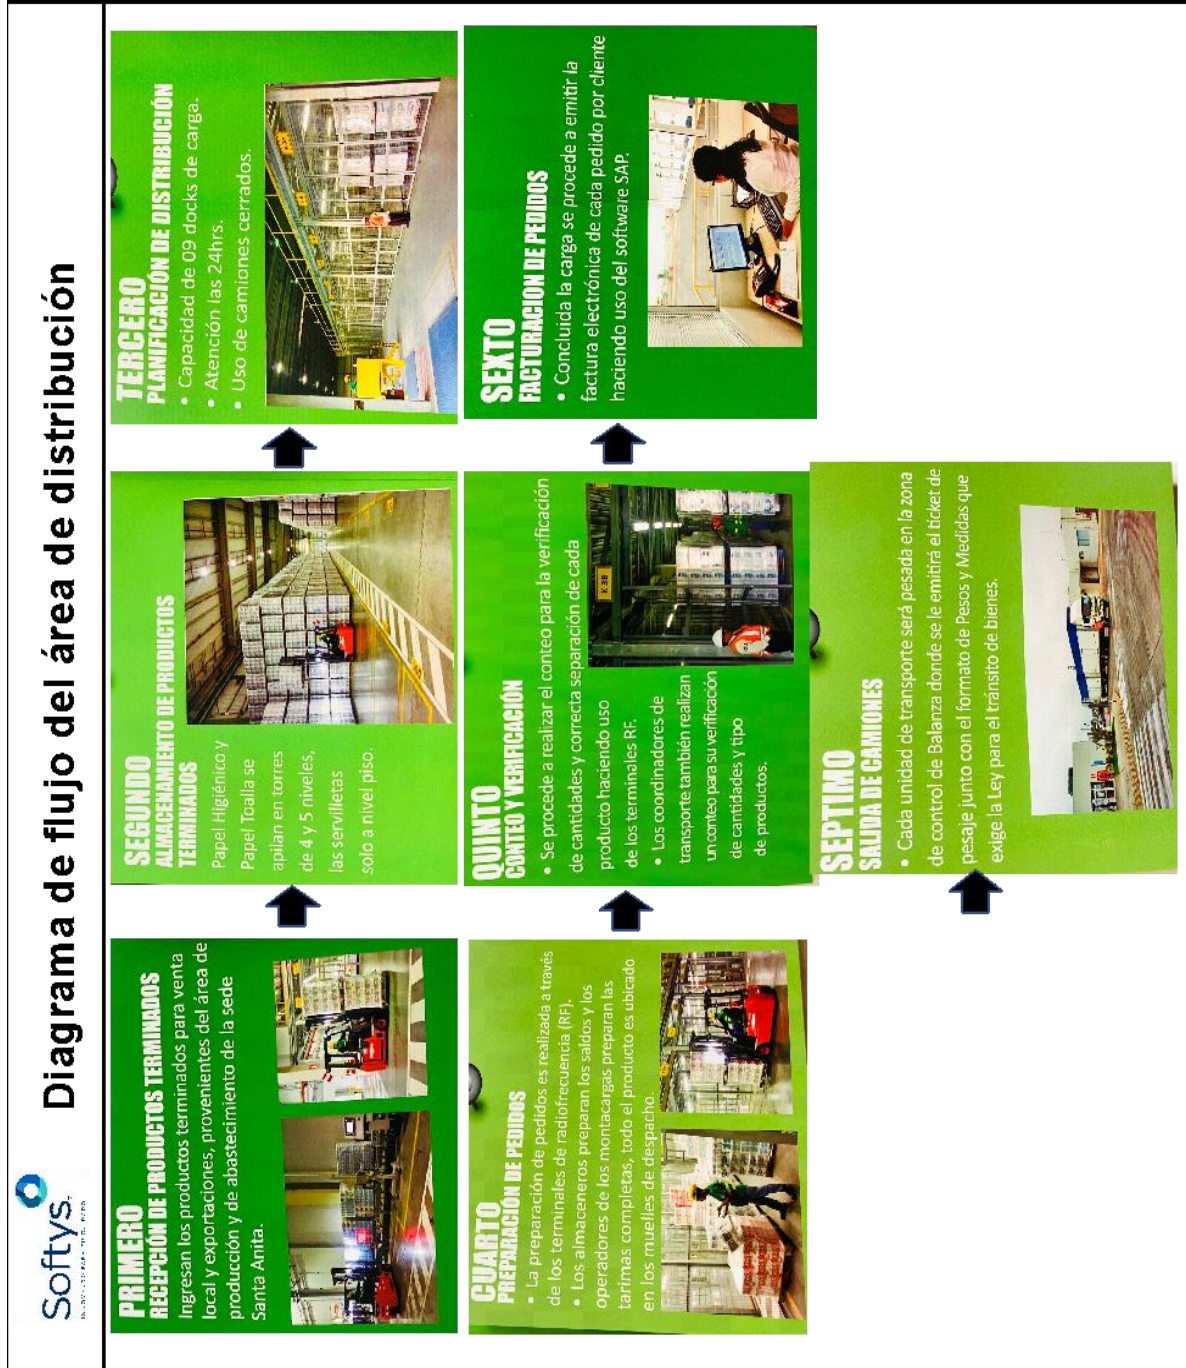 Softys
Diagrama de flujo del área de distribución
PRIMERO
RECEPCIÓN DE PRODUCTOS TERMINADOS
Ingresan los productos terminados para venta
local y exportaciones, provenientes del área de
producción y de abastecimiento de la sede
Santa Anita.
SEGUNDO
ALMACENAMIENTO DE PRODUCTOS
TERMINADOS
Papel Higiénico y
Papel Toalla se
apilan en torres
de 4 y 5 niveles,
las servilletas
solo a nivel piso.
TERCERO
PLANIFICACIÓN DE DISTRIBUCIÓN
• Capacidad de 09 docks de carga.
• Atención las 24hrs.
• Uso de camiones cerrados.
CUARTO
PREPARACIÓN DE PEDIDOS
• La preparación de pedidos es realizada a través
de los terminales de radiofrecuencia (RF).
• Los almaceneros preparan los saldos y los
operadores de los montacargas preparan las
tarimas completas, todo el producto es ubicado
en los muelles de despacho.
QUINTO
CONTEO Y VERIFICACIÓN
• Se procede a realizar el conteo para la verificación
de cantidades y correcta separación de cada
producto haciendo uso
de los terminales RF.
• Los coordinadores de
transporte también realizan
un conteo para su verificación
de cantidades y tipo
de productos.
K 38
SEXTO
FACTURACION DE PEDIDOS
• Concluida la carga se procede a emitir la
factura electrónica de cada pedido por cliente
haciendo uso del software SAP.
SEPTIMO
SALIDA DE CAMIONES
• Cada unidad de transporte será pesada en la zona
de control de Balanza donde se le emitirá el ticket de
pesaje junto con el formato de Pesos y Medidas que
exige la Ley para el tránsito de bienes.